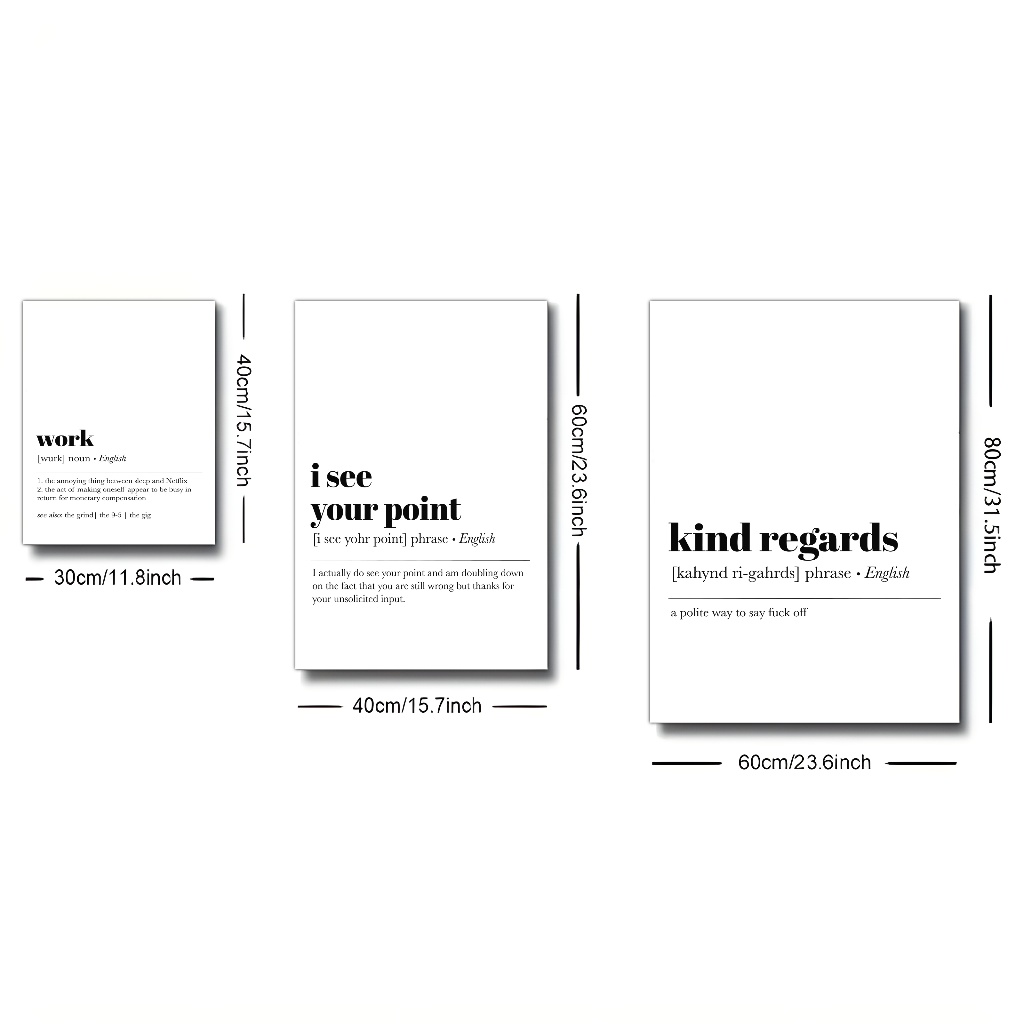 work
[wurk] noun • English
1. the annoying thing between sleep and Netflix
2. the act of making oneself appear to be busy in
return for monetary compensation.
see also: the grind | the 9-5 | the gig
40cm/15.7inch
30cm/11.8inch
i see
your point
[i see yohr point] phrase • English
I actually do see your point and am doubling down
on the fact that you are still wrong but thanks for
your unsolicited input.
60cm/23.6inch
40cm/15.7inch
kind regards
[kahynd ri-gahrds] phrase • English
a polite way to say fuck off
80cm/31.5inch
60cm/23.6inch